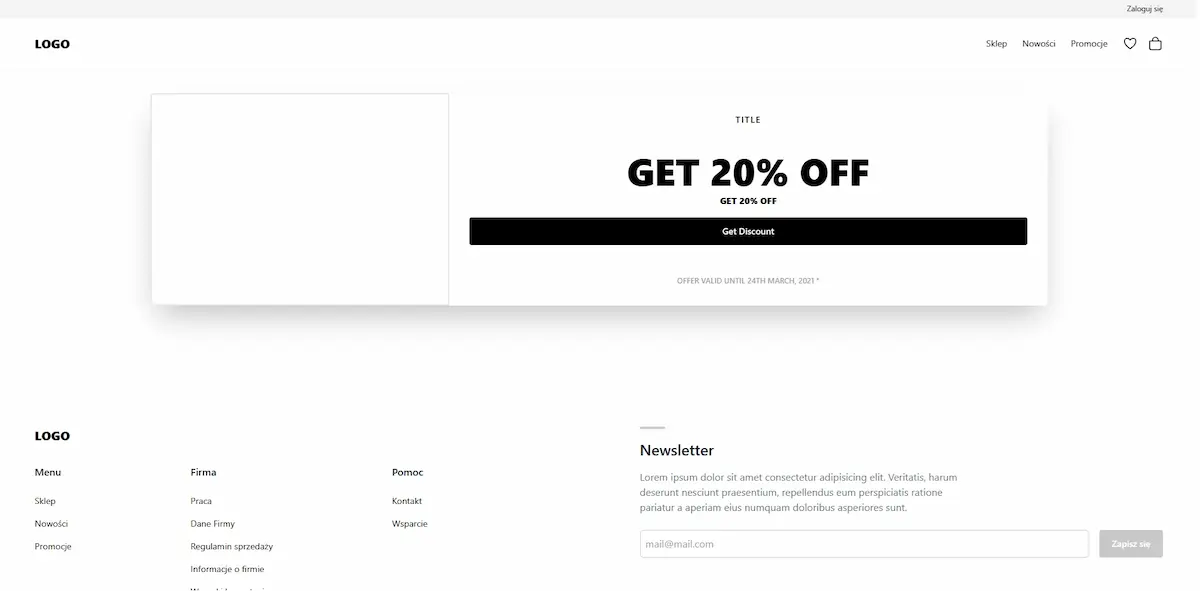 Zaloguj się
LOGO
Sklep Nowości Promocje
TITLE
GET 20% OFF
GET 20% OFF
Get Discount
OFFER VALID UNTIL 24TH MARCH, 2021 *
LOGO
Menu
Sklep
Nowości
Promocje
Firma
Praca
Dane Firmy
Regulamin sprzedaży
Informacje o firmie
Pomoc
Kontakt
Wsparcie
Newsletter
Lorem ipsum dolor sit amet consectetur adipisicing elit. Veritatis, harum
deserunt nesciunt praesentium, repellendus eum perspiciatis ratione
pariatur a aperiam eius numquam doloribus asperiores sunt.
mail@mail.com
Zapisz się